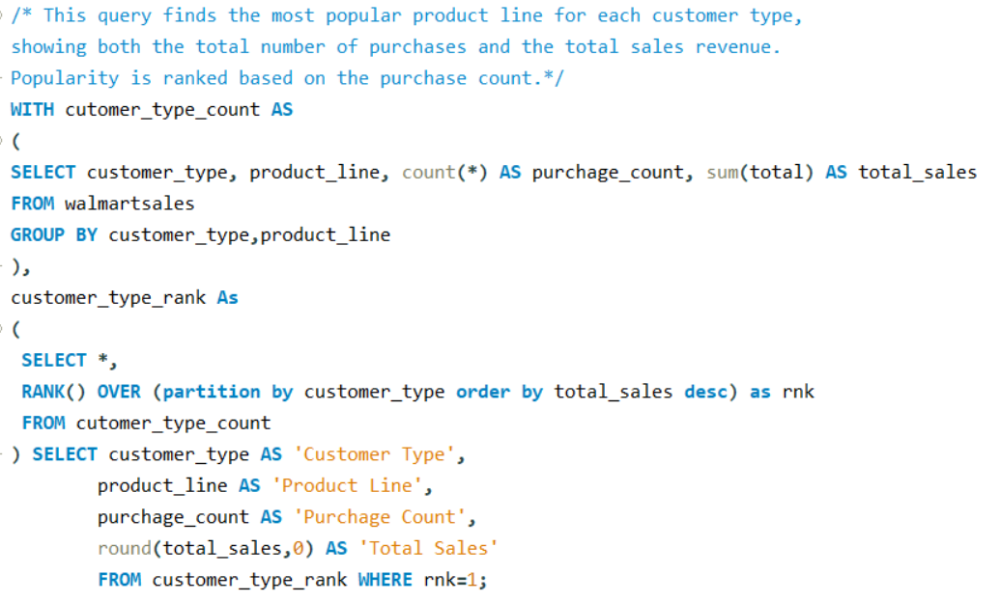 /* This query finds the most popular product line for each customer type,
showing both the total number of purchases and the total sales revenue.
Popularity is ranked based on the purchase count.*/
WITH cutomer_type_count AS
(
SELECT customer_type, product_line, count(*) AS purchage_count, sum(total) AS total_sales
FROM walmartsales
GROUP BY customer_type,product_line
),
customer_type_rank As
(
SELECT *,
RANK() OVER (partition by customer_type order by total_sales desc) as rnk
FROM cutomer_type_count
) SELECT customer_type AS 'Customer Type',
product_line AS 'Product Line',
purchage_count AS 'Purchage Count',
round(total_sales,0) AS 'Total Sales'
FROM customer_type_rank WHERE rnk=1;